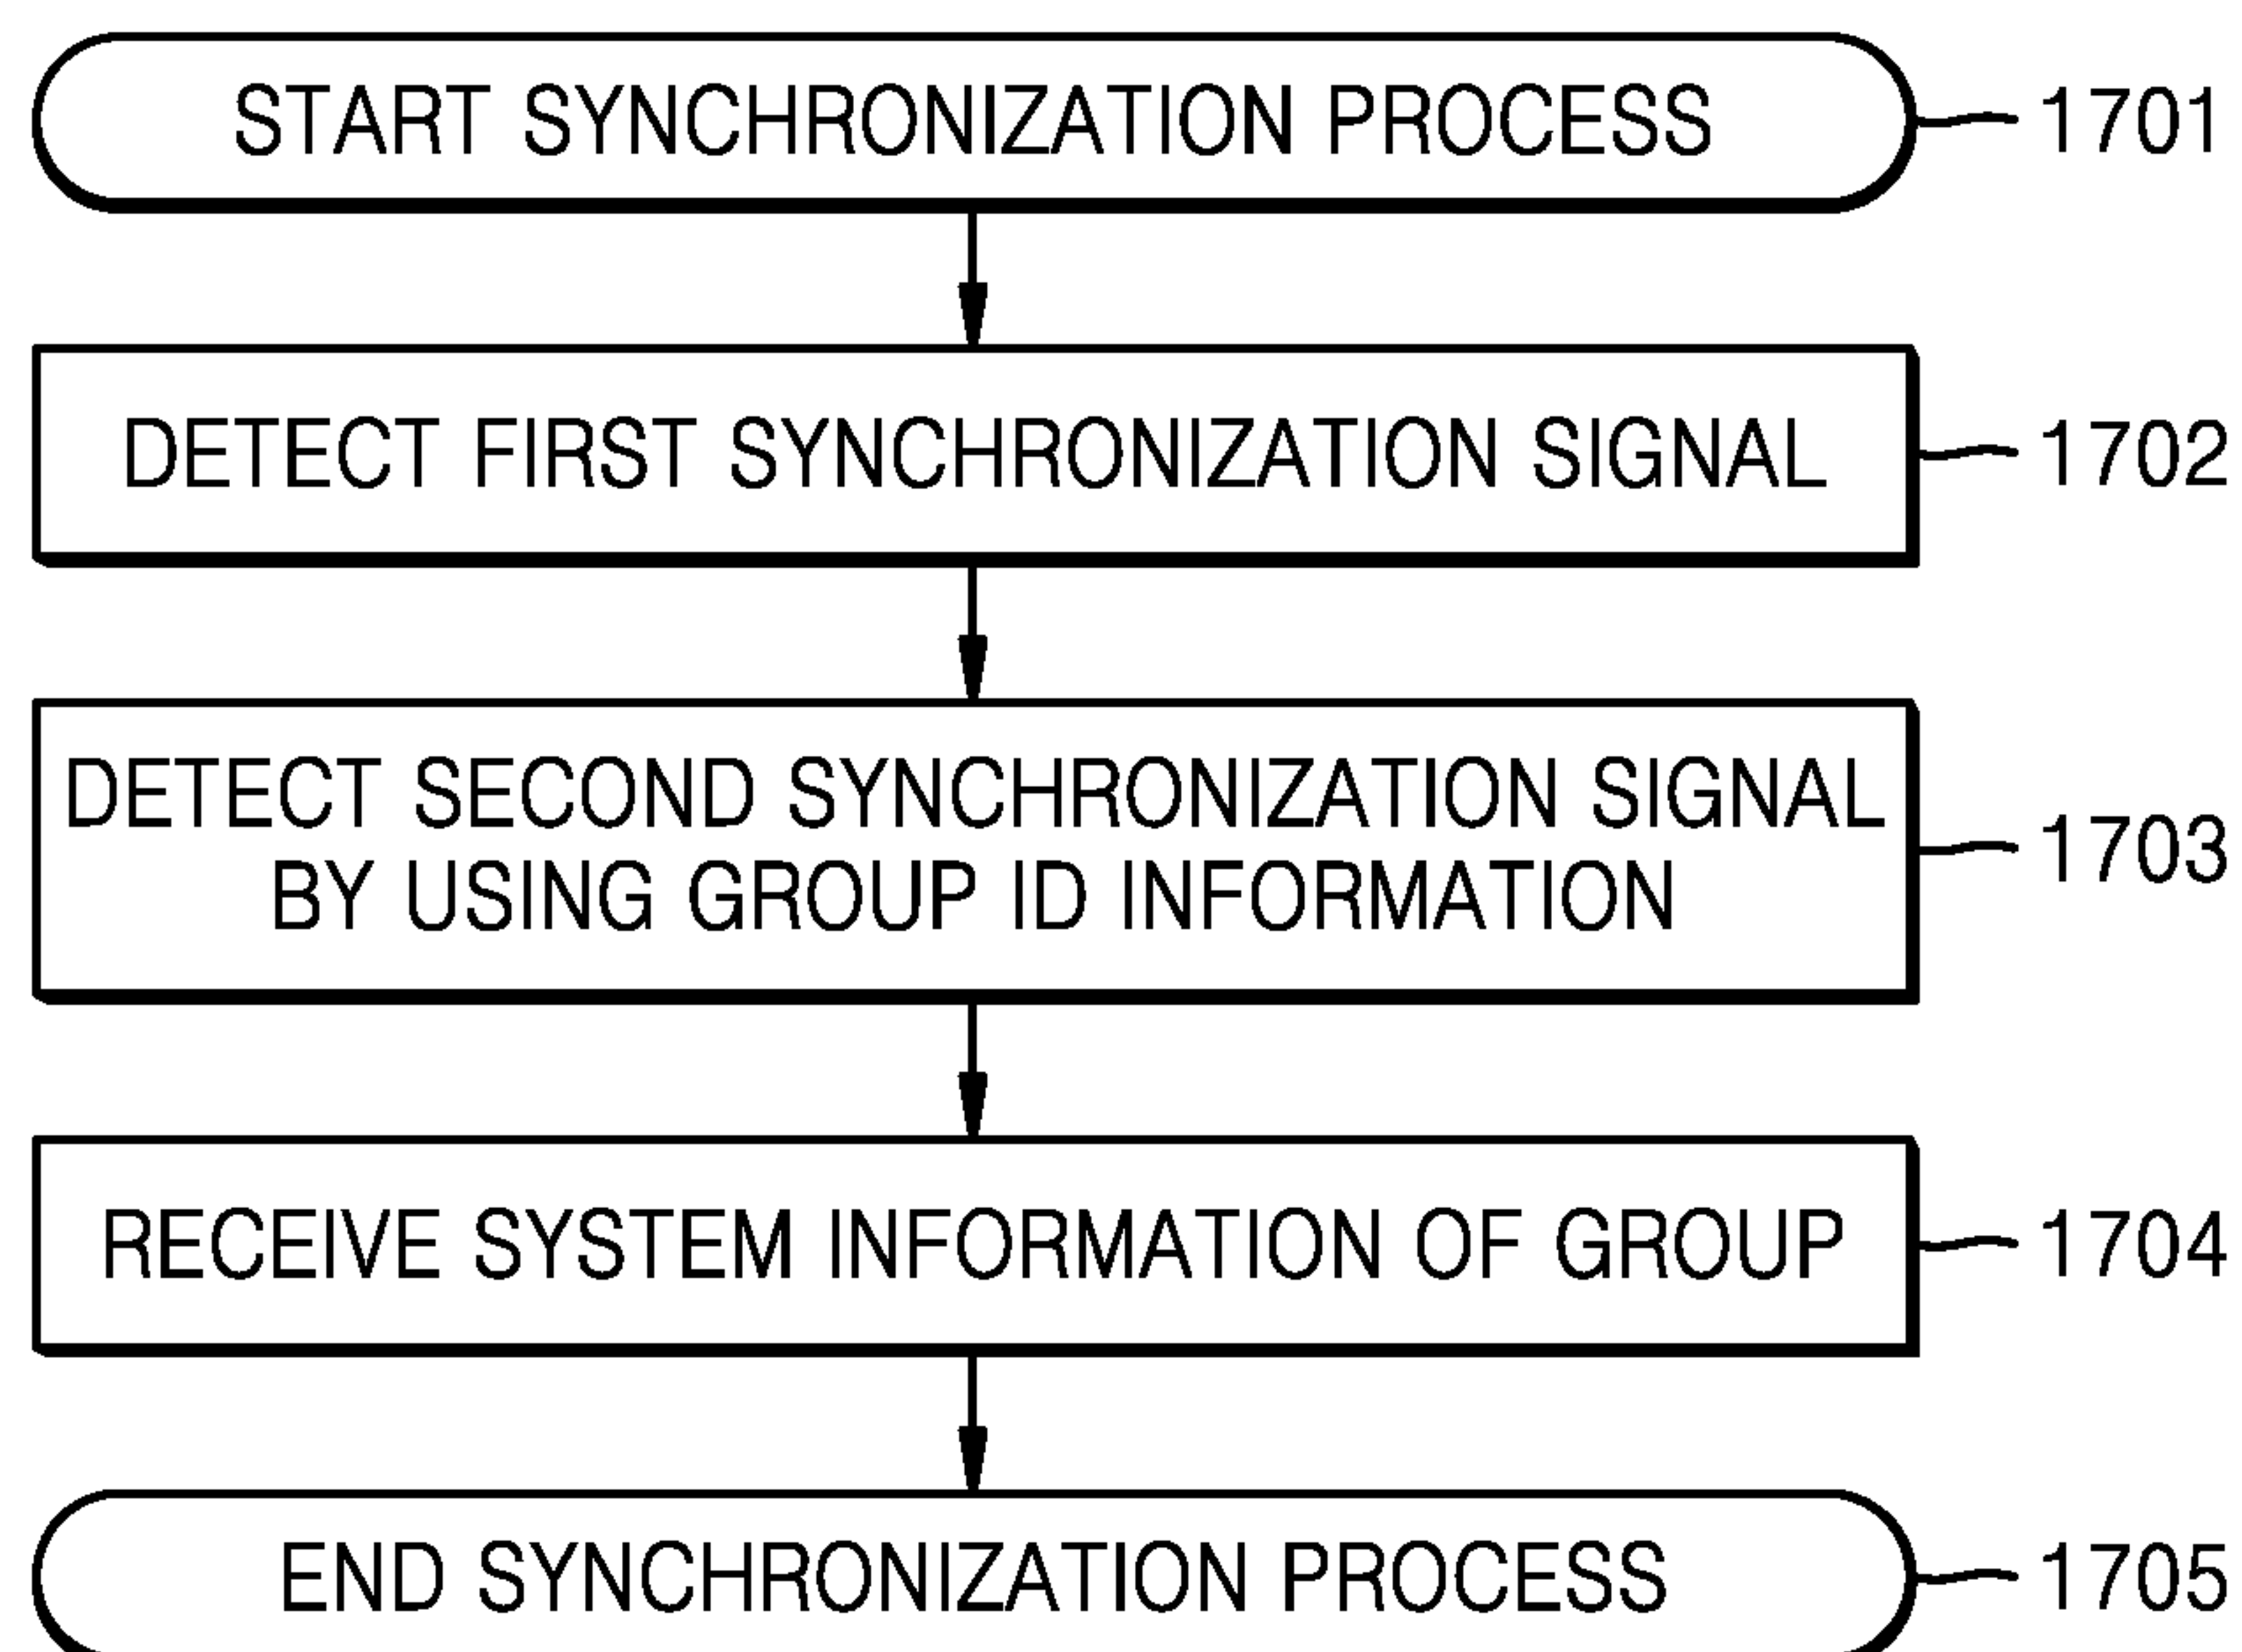 START SYNCHRONIZATION PROCESS
1701
DETECT FIRST SYNCHRONIZATION SIGNAL
1702
DETECT SECOND SYNCHRONIZATION SIGNAL
BY USING GROUP ID INFORMATION
1703
RECEIVE SYSTEM INFORMATION OF GROUP
1704
END SYNCHRONIZATION PROCESS
1705